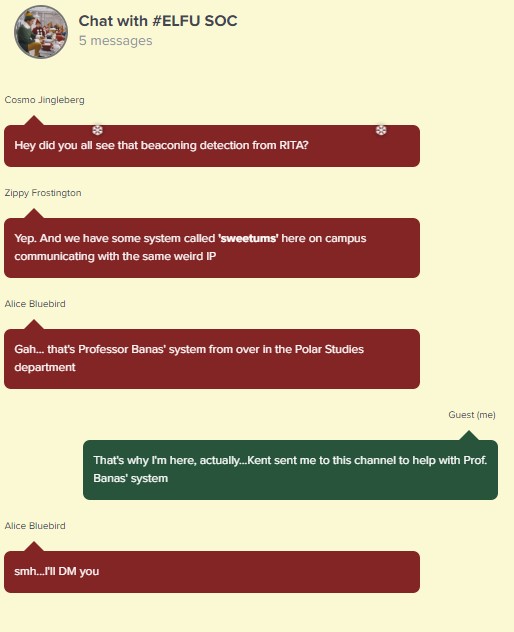 Chat with #ELFU SOC
5 messages
Cosmo Jingleberg
Hey did you all see that beaconing detection from RITA?
Zippy Frostington
Yep. And we have some system called 'sweetums' here on campus
communicating with the same weird IP
Alice Bluebird
Gah... that's Professor Banas' system from over in the Polar Studies
department
Guest (me)
That's why I'm here, actually...Kent sent me to this channel to help with Prof.
Banas' system
Alice Bluebird
smh...I'll DM you